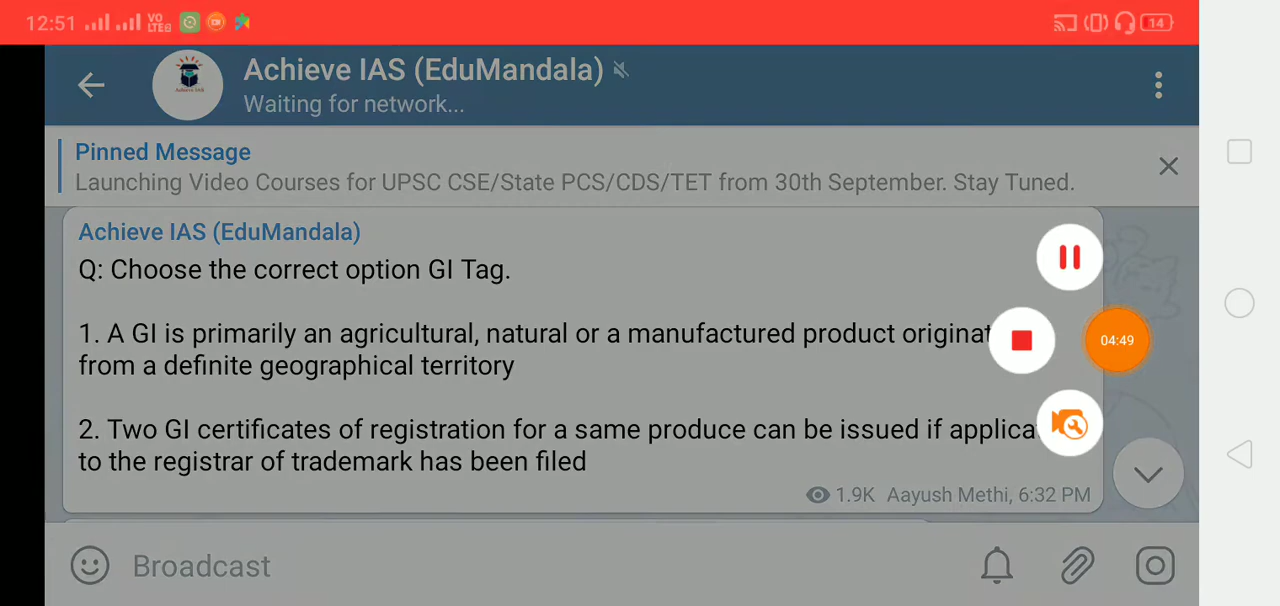 12:51 VO LTE2 14
Achieve IAS (EduMandala)
Waiting for network...
Pinned Message
Launching Video Courses for UPSC CSE/State PCS/CDS/TET from 30th September. Stay Tuned.
Achieve IAS (EduMandala)
Q: Choose the correct option GI Tag.
1. A GI is primarily an agricultural, natural or a manufactured product originat
from a definite geographical territory
04:49
2. Two GI certificates of registration for a same produce can be issued if applica
to the registrar of trademark has been filed
1.9K Aayush Methi, 6:32 PM
Broadcast